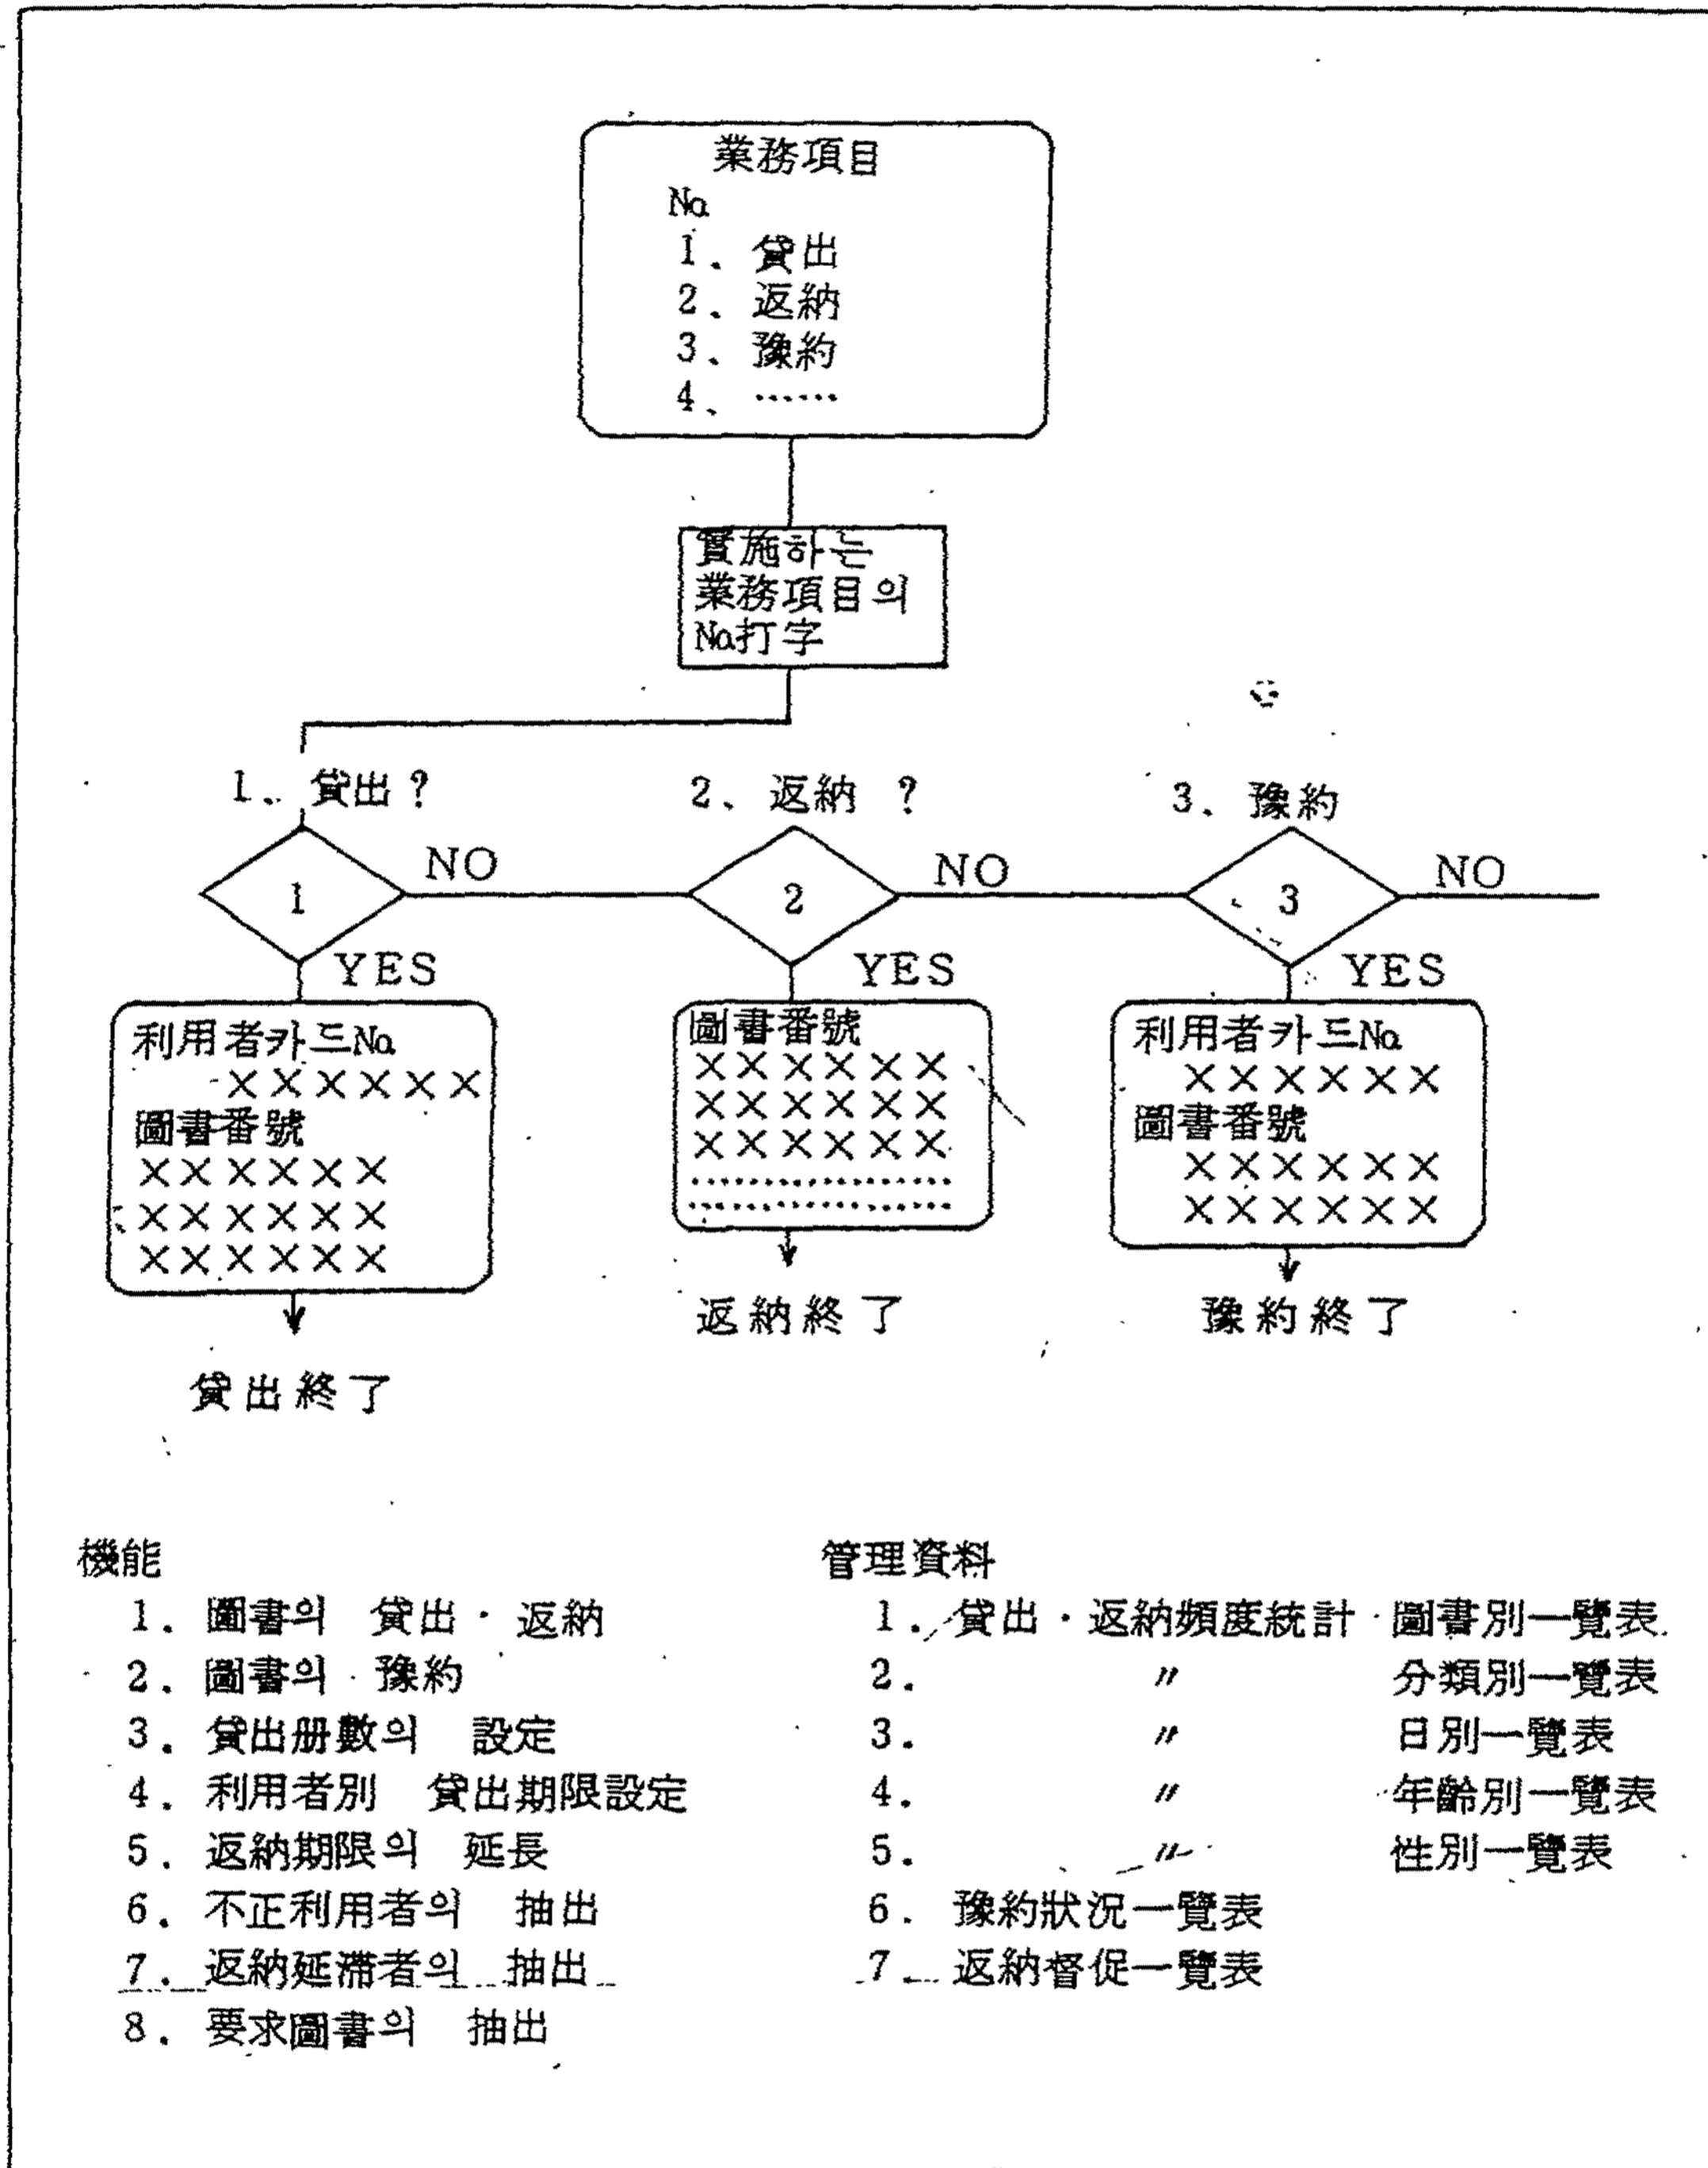 業務項目
№
1. 貸出
2. 返納
3. 豫約
4. ……
實施하는
業務項目의
№打字
1. 貸出?
2. 返納 ?
3. 豫約
1
NO
2
NO
3
NO
YES
YES
YES
利用者카드№
××××××
圖書番號
××××××
××××××
××××××
貸出終了
圖書番號
××××××
××××××
××××××
..................
..................
返納終了
利用者카드№
××××××
圖書番號
××××××
××××××
豫約終了
機能
1. 圖書의 貸出·返納
2. 圖書의 豫約
3. 貸出册數의 設定
4. 利用者別 貸出期限設定
5. 返納期限의 延長
6. 不正利用者의 抽出
7. 返納延滯者의 抽出
8. 要求圖書의 抽出
管理資料
1. 貸出·返納頻度統計·圖書別一覽表
2. 〃 分類別一覽表
3. 〃 日別一覽表
4. 〃 年齡別一覽表
5. 〃 性別一覽表
6. 豫約狀況一覽表
7. 返納督促一覽表